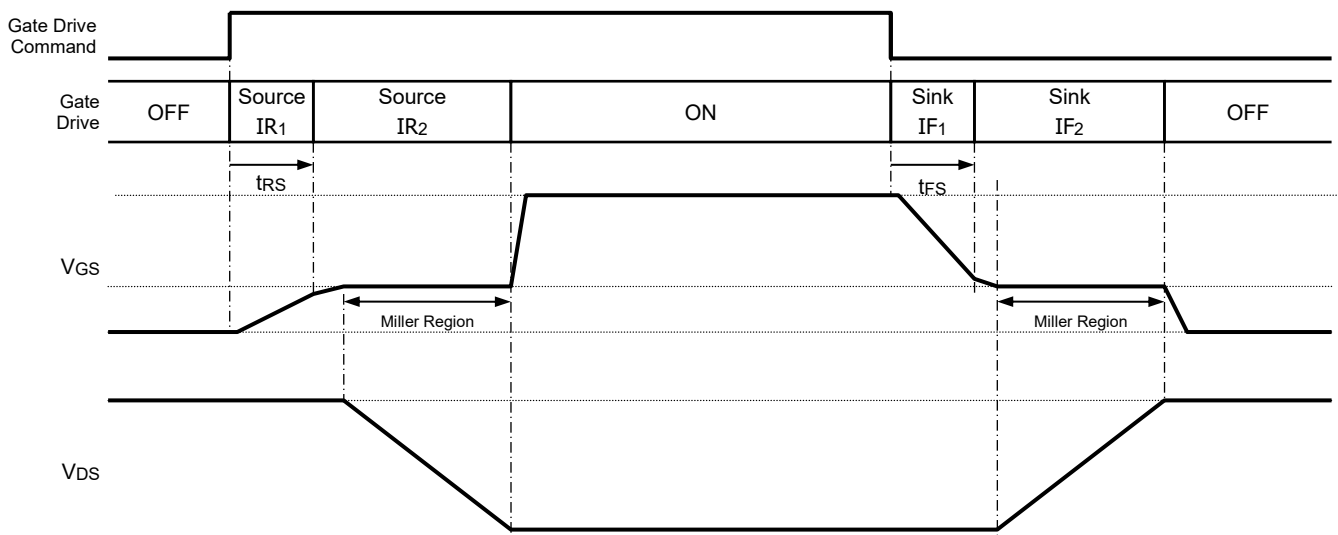 Gate Drive
Command
Gate
Drive
OFF
Source
IR1
Source
IR2
ON
Sink
IF1
Sink
IF2
OFF
tRS
tFS
VGS
Miller Region
Miller Region
VDS